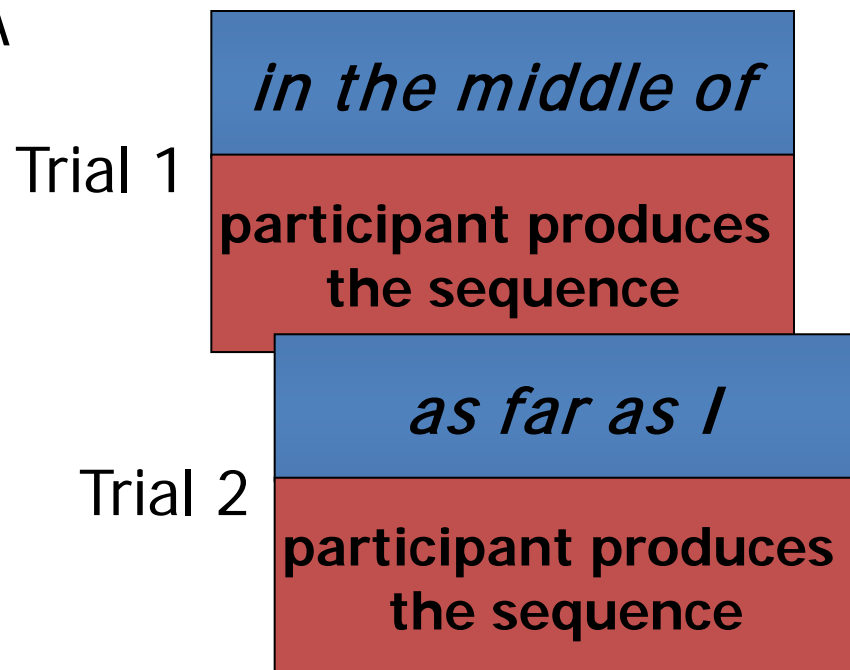 A
in the middle of
Trial 1
participant produces
the sequence
as far as I
Trial 2
participant produces
the sequence